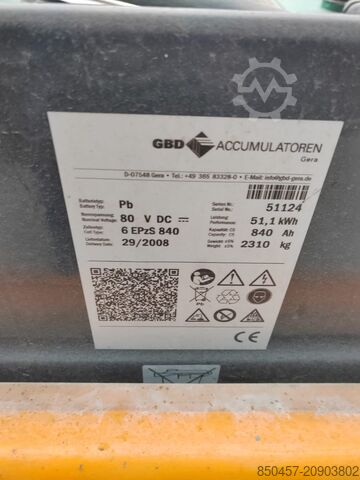 GBD ACCUMULATOREN
Gera
D-07548 Gera • Tel.: +49 365 83328-0 • E-Mail: info@gbd-gera.de
Batterietyp: Pb Serien Nr.: 51124
Battery Type: Serial Nr.:
Nennspannung: 80 V DC Leistung: 51,1 kWh
Nominal Voltage: Performance:
Zellentyp: 6 EPzS 840 Kapazität C5 840 Ah
Cell Type: Capacity C5
Lieferdatum: 29/2008 Gewicht ±5% 2310 kg
Delivery Date: Weight ±5%
Pb
CE
850457-20903802